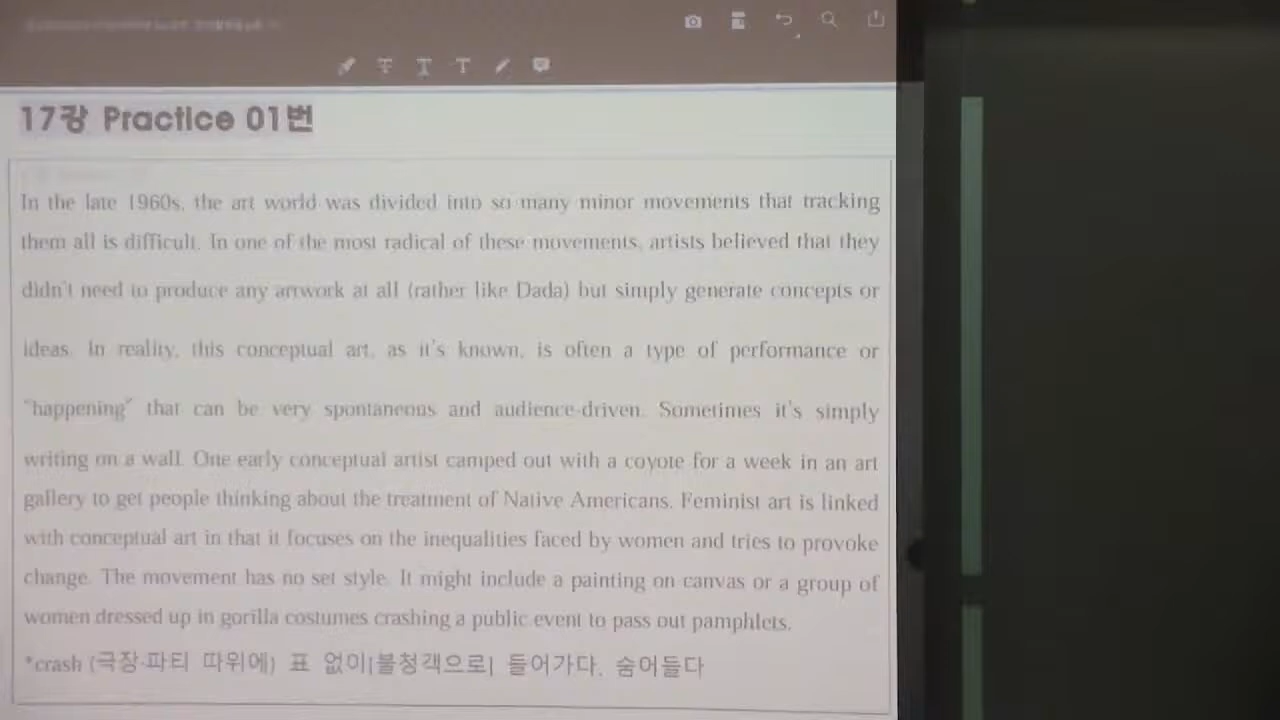 17강 Practice 01번
In the late 1960s, the art world was divided into so many minor movements that tracking
them all is difficult. In one of the most radical of these movements, artists believed that they
didn't need to produce any artwork at all (rather like Dada) but simply generate concepts or
ideas. In reality, this conceptual art, as it's known, is often a type of performance or
"happening" that can be very spontaneous and audience-driven. Sometimes it's simply
writing on a wall. One early conceptual artist camped out with a coyote for a week in an art
gallery to get people thinking about the treatment of Native Americans. Feminist art is linked
with conceptual art in that it focuses on the inequalities faced by women and tries to provoke
change. The movement has no set style. It might include a painting on canvas or a group of
women dressed up in gorilla costumes crashing a public event to pass out pamphlets.
*crash (극장·파티 따위에) 표 없이[불청객으로] 들어가다, 숨어들다